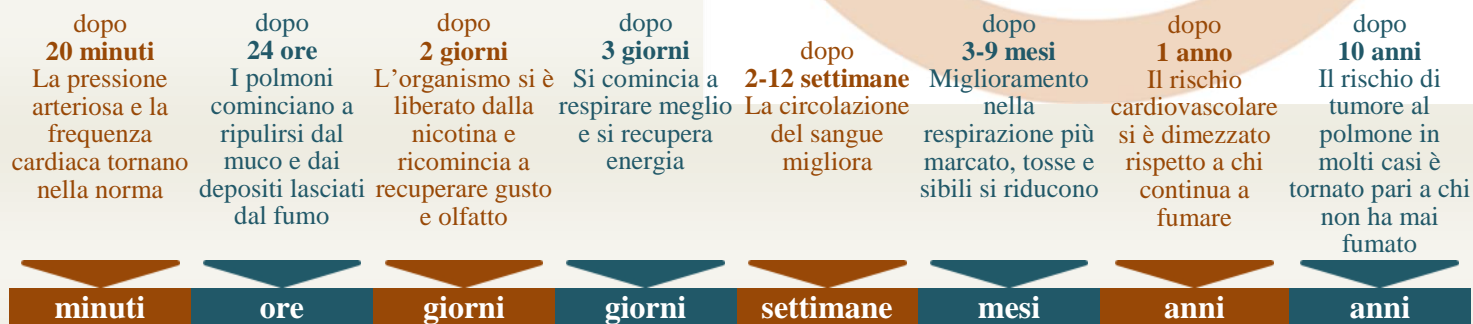 dopo
20 minuti
La pressione
arteriosa e la
frequenza
cardiaca tornano
nella norma
dopo
24 ore
I polmoni
cominciano a
ripulirsi dal
muco e dai
depositi lasciati
dal fumo
dopo
2 giorni
L’organismo si è
liberato dalla
nicotina e
ricomincia a
recuperare gusto
e olfatto
dopo
3 giorni
Si comincia a
respirare meglio
e si recupera
energia
dopo
2-12 settimane
La circolazione
del sangue
migliora
dopo
3-9 mesi
Miglioramento
nella
respirazione più
marcato, tosse e
sibili si riducono
dopo
1 anno
Il rischio
cardiovascolare
si è dimezzato
rispetto a chi
continua a
fumare
dopo
10 anni
Il rischio di
tumore al
polmone in
molti casi è
tornato pari a chi
non ha mai
fumato
minuti
ore
giorni
giorni
settimane
mesi
anni
anni